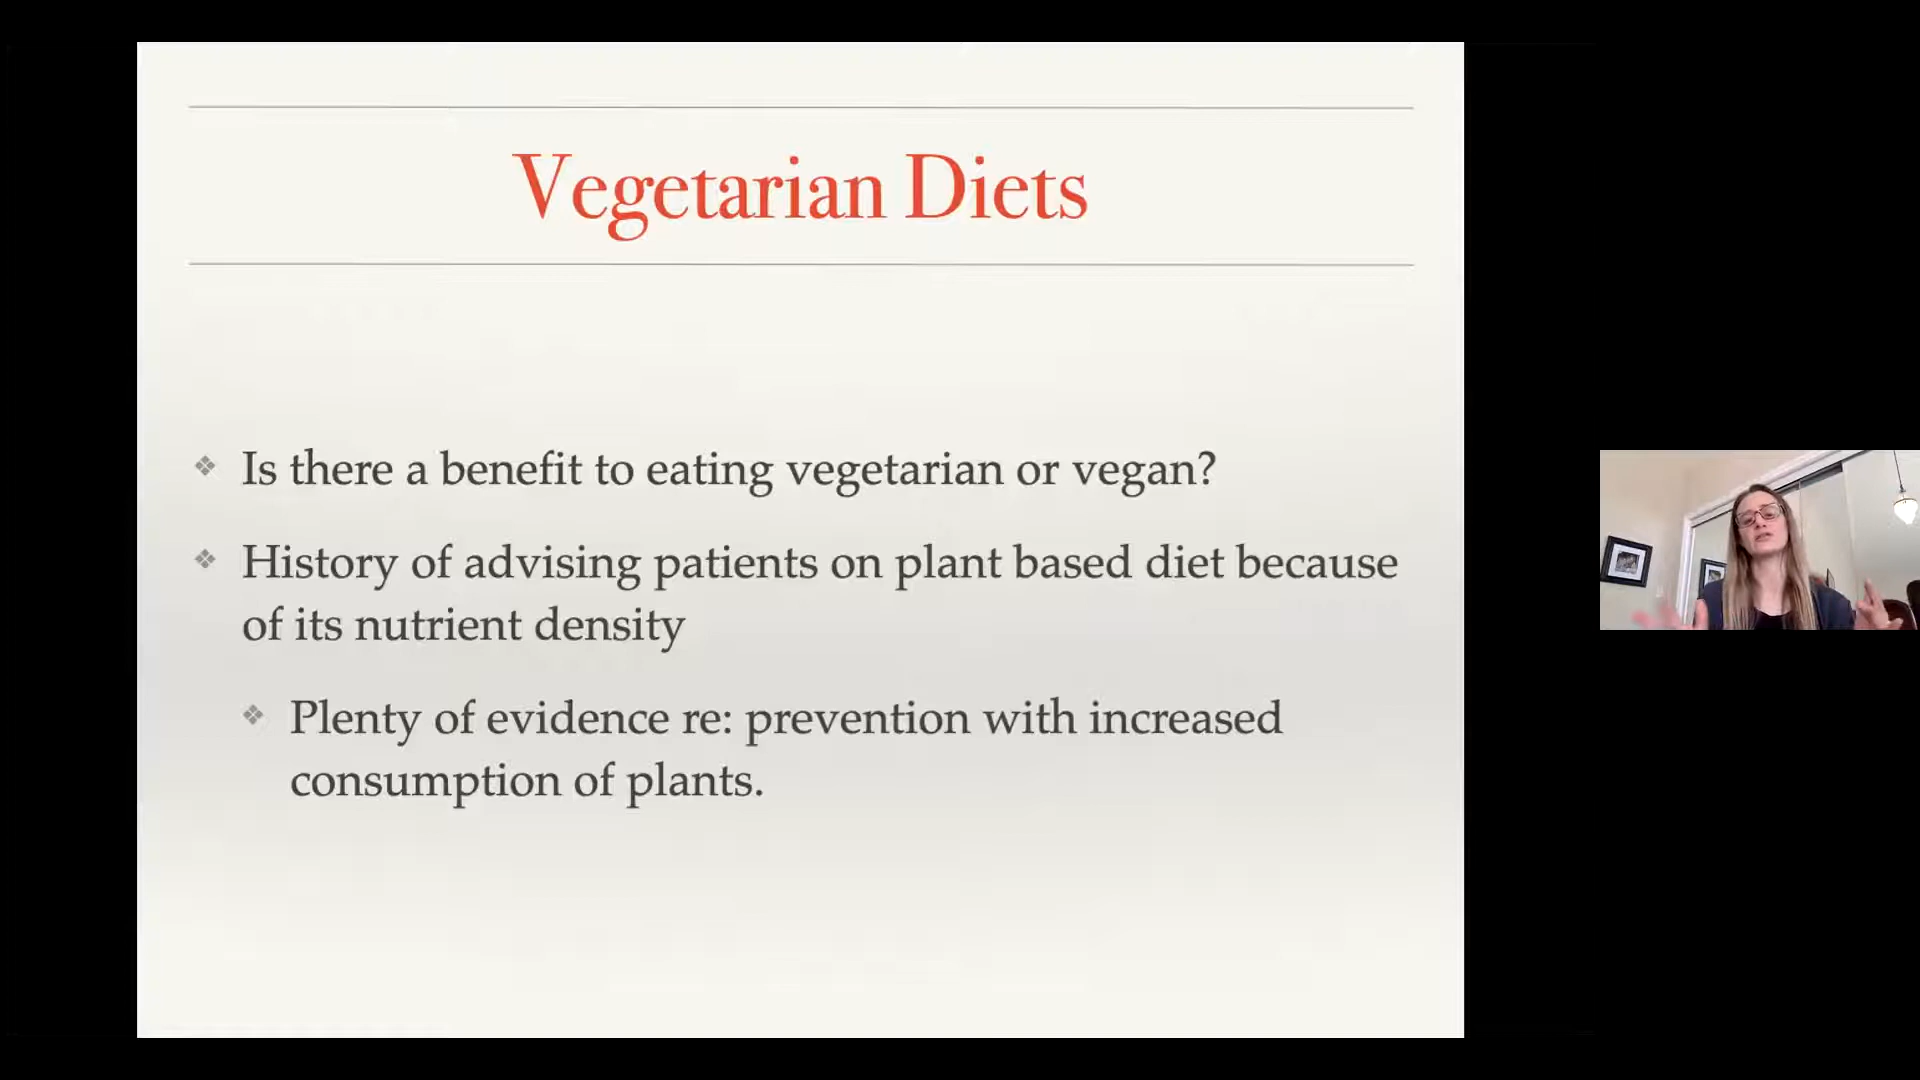 Vegetarian Diets
Is there a benefit to eating vegetarian or vegan?
History of advising patients on plant based diet because
of its nutrient density
Plenty of evidence re: prevention with increased
consumption of plants.